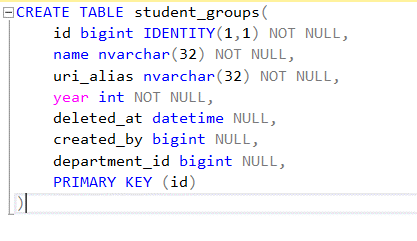 CREATE TABLE student_groups(
id bigint IDENTITY(1,1) NOT NULL,
name nvarchar(32) NOT NULL,
uri_alias nvarchar(32) NOT NULL,
year int NOT NULL,
deleted_at datetime NULL,
created_by bigint NULL,
department_id bigint NULL,
PRIMARY KEY (id)
)